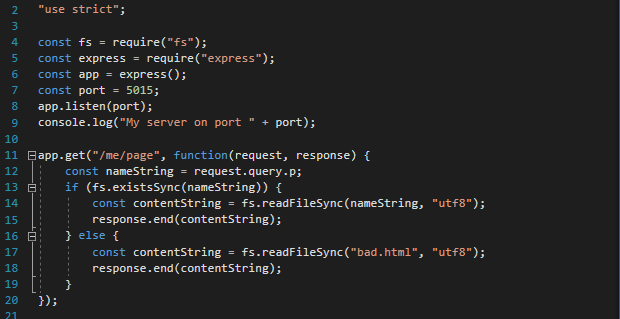 2 "use strict";
3
4 const fs = require("fs");
5 const express = require("express");
6 const app = express();
7 const port = 5015;
8 app.listen(port);
9 console.log("My server on port " + port);
10
11 app.get("/me/page", function(request, response) {
12 const nameString = request.query.p;
13 if (fs.existsSync(nameString)) {
14 const contentString = fs.readFileSync(nameString, "utf8");
15 response.end(contentString);
16 } else {
17 const contentString = fs.readFileSync("bad.html", "utf8");
18 response.end(contentString);
19 }
20 });
21